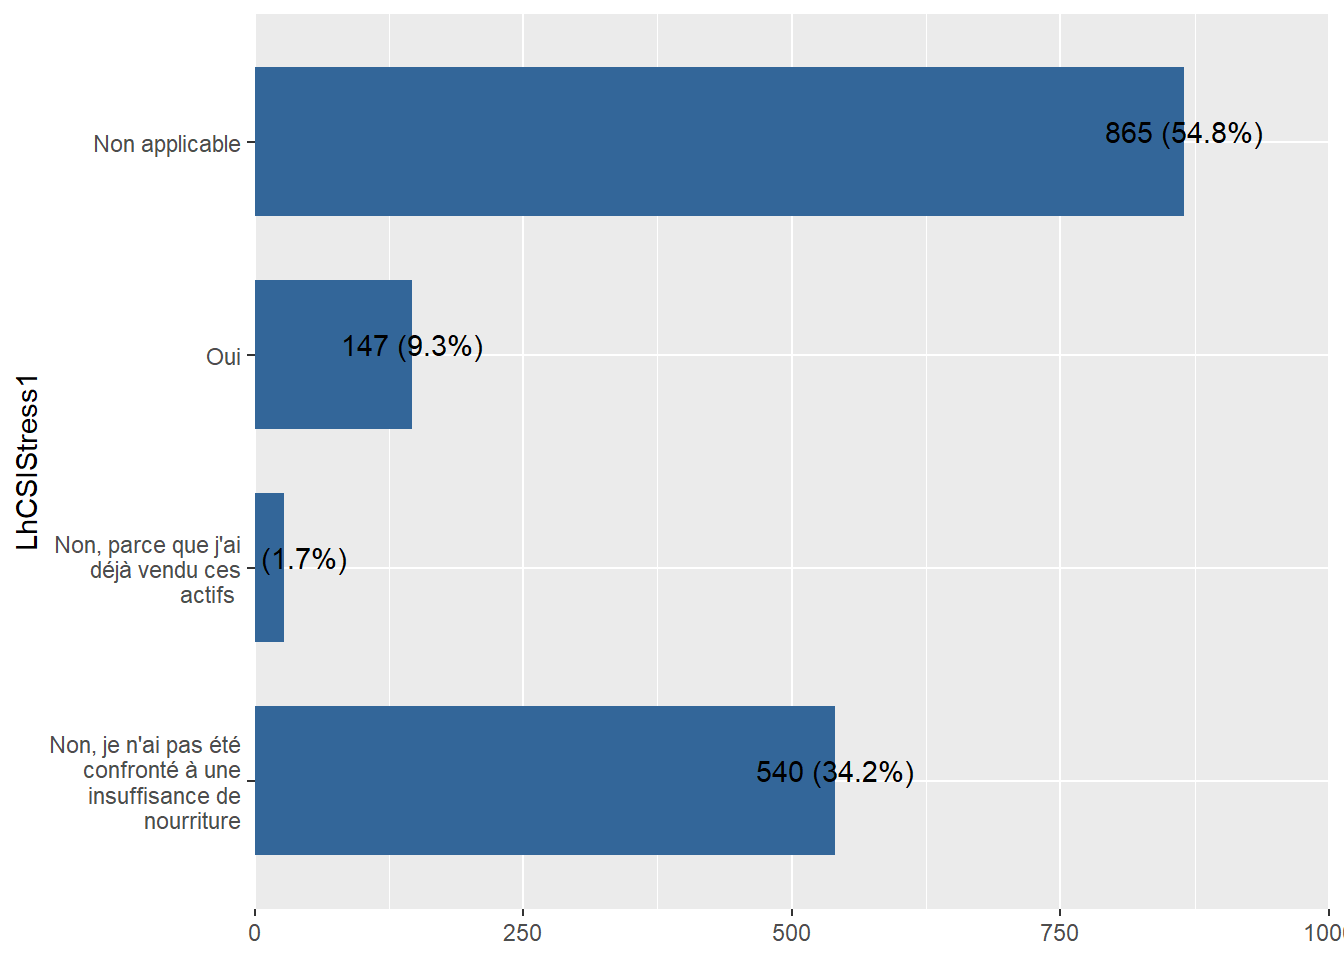 LhCSIStress1
Non applicable
865 (54.8%)
Oui
147 (9.3%)
Non, parce que j'ai
déjà vendu ces
actifs
(1.7%)
Non, je n'ai pas été
confronté à une
insuffisance de
nourriture
540 (34.2%)
0 250 500 750